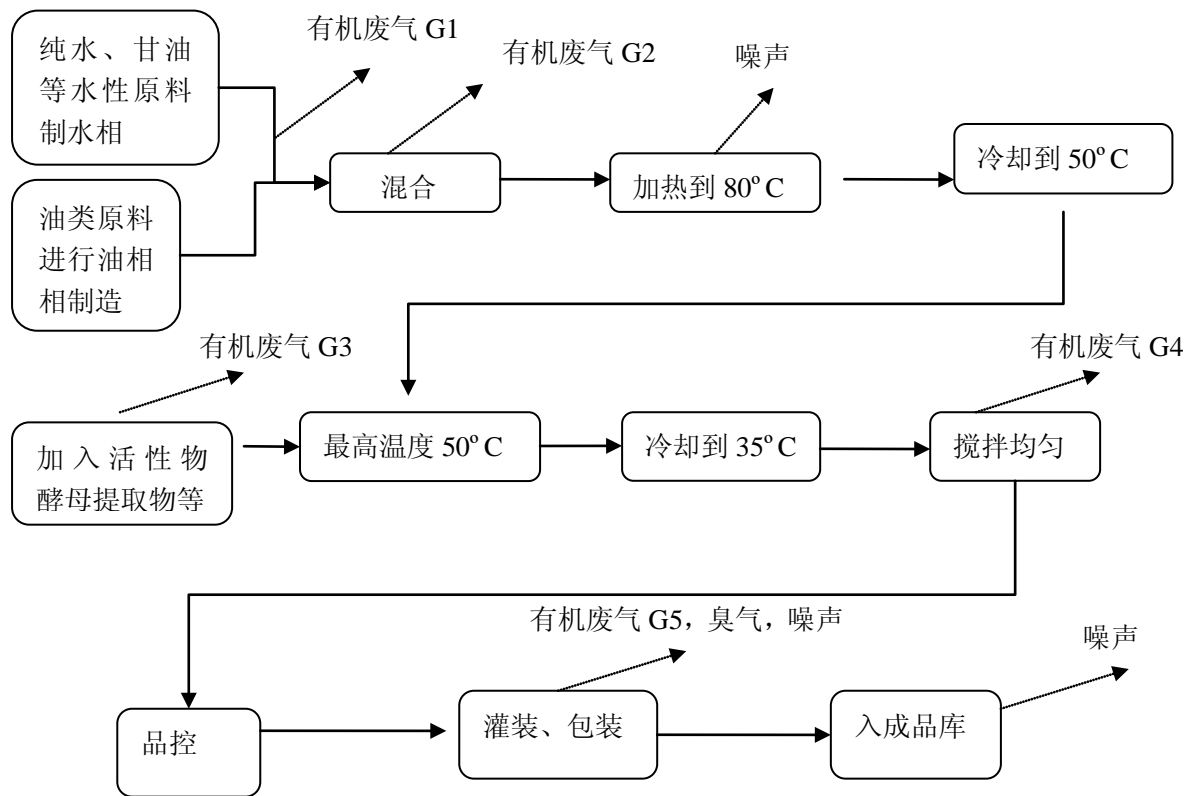 纯水、甘油
等水性原料
制水相
有机废气 G1
有机废气 G2
噪声
混合
加热到 80°C
冷却到 50°C
油类原料
进行油相
相制造
有机废气 G3
有机废气 G4
加入活性物
酵母提取物等
最高温度 50°C
冷却到 35°C
搅拌均匀
有机废气 G5，臭气，噪声
噪声
品控
灌装、包装
入成品库